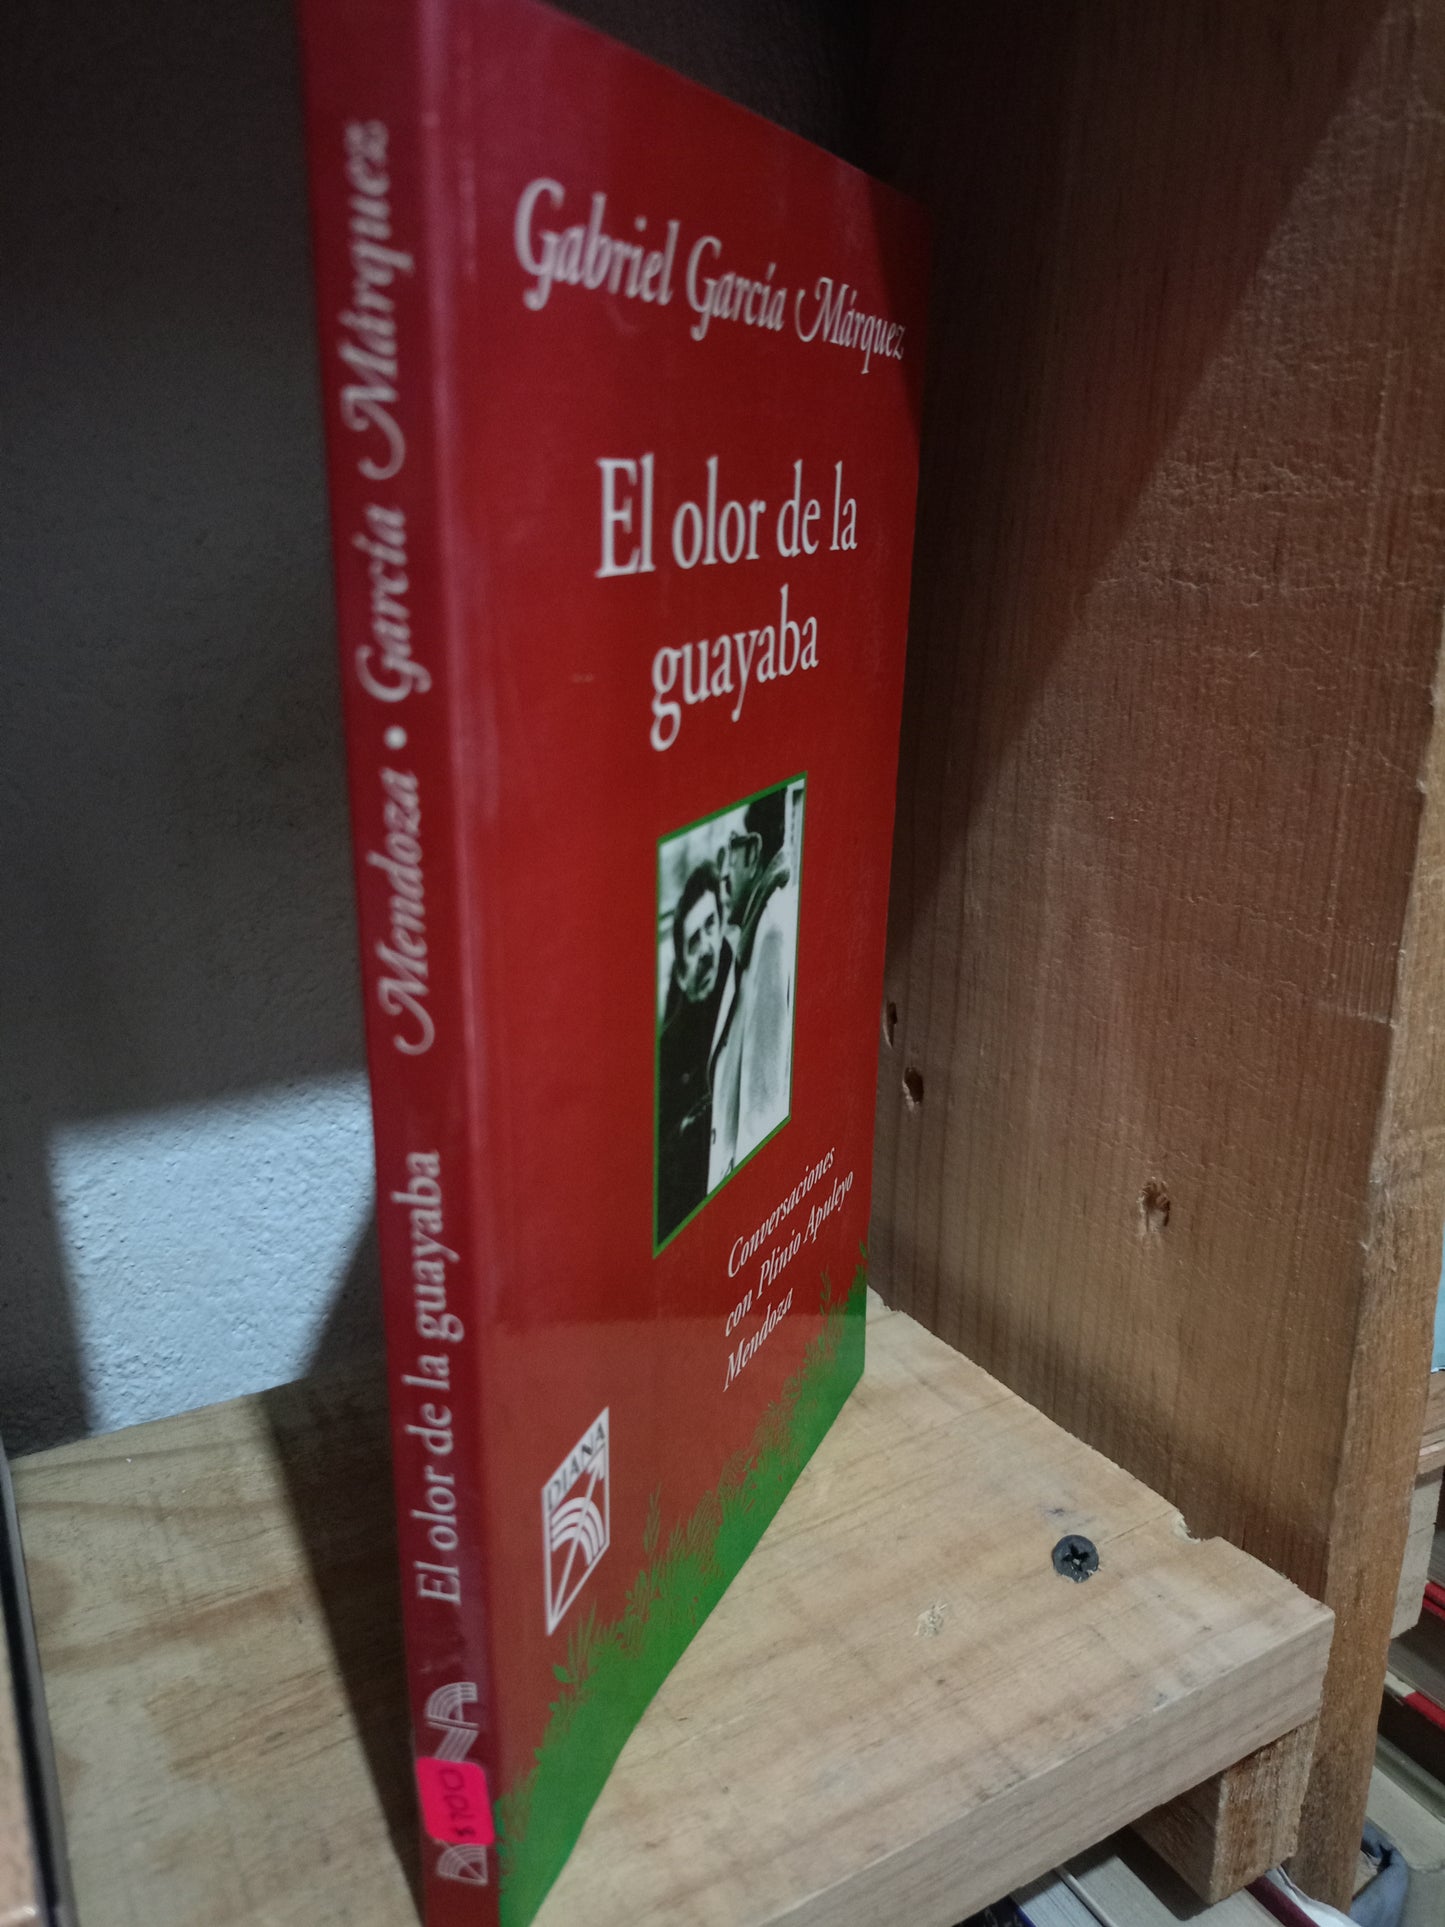 Gabriel García Márquez
El olor de la
guayaba
Conversaciones
con Plinio Apuleyo
Mendoza
DIANA
El olor de la guayaba Mendoza • García Márquez